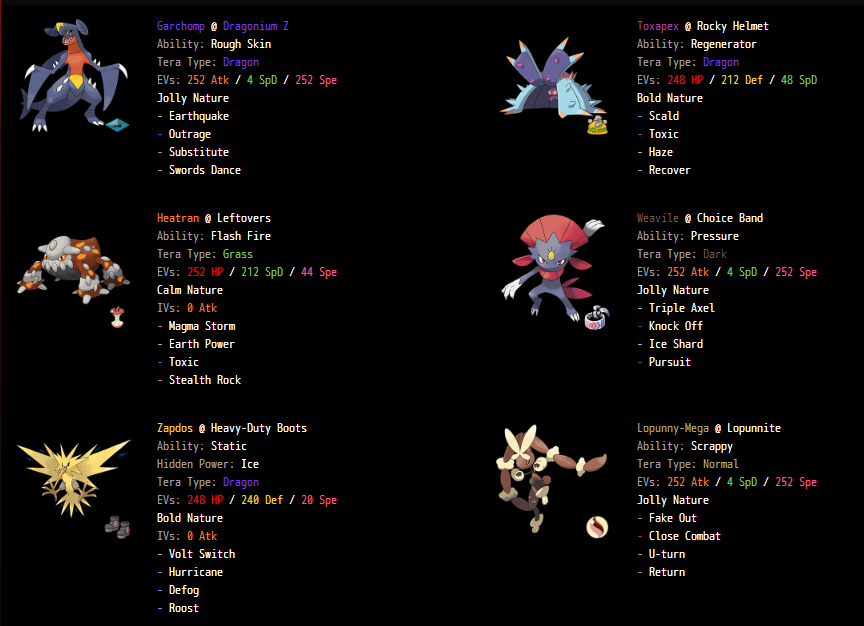 Garchomp @ Dragonium Z
Ability: Rough Skin
Tera Type: Dragon
EVs: 252 Atk / 4 SpD / 252 Spe
Jolly Nature
- Earthquake
- Outrage
- Substitute
- Swords Dance
Toxapex @ Rocky Helmet
Ability: Regenerator
Tera Type: Dragon
EVs: 248 HP / 212 Def / 48 SpD
Bold Nature
- Scald
- Toxic
- Haze
- Recover
Heatran @ Leftovers
Ability: Flash Fire
Tera Type: Grass
EVs: 252 HP / 212 SpD / 44 Spe
Calm Nature
IVs: 0 Atk
- Magma Storm
- Earth Power
- Toxic
- Stealth Rock
Weavile @ Choice Band
Ability: Pressure
Tera Type: Dark
EVs: 252 Atk / 4 SpD / 252 Spe
Jolly Nature
- Triple Axel
- Knock Off
- Ice Shard
- Pursuit
Zapdos @ Heavy-Duty Boots
Ability: Static
Hidden Power: Ice
Tera Type: Dragon
EVs: 248 HP / 240 Def / 20 Spe
Bold Nature
IVs: 0 Atk
- Volt Switch
- Hurricane
- Defog
- Roost
Lopunny-Mega @ Lopunnite
Ability: Scrappy
Tera Type: Normal
EVs: 252 Atk / 4 SpD / 252 Spe
Jolly Nature
- Fake Out
- Close Combat
- U-turn
- Return